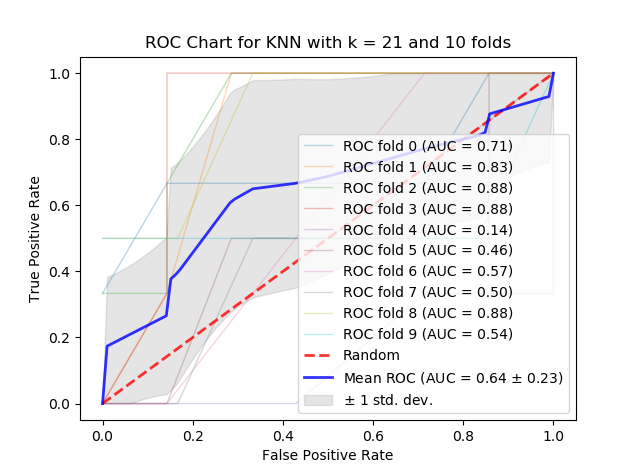 ROC Chart for KNN with k = 21 and 10 folds
True Positive Rate
1.0
0.8
0.6
0.4
0.2
0.0
ROC fold 0 (AUC = 0.71)
ROC fold 1 (AUC = 0.83)
ROC fold 2 (AUC = 0.88)
ROC fold 3 (AUC = 0.88)
ROC fold 4 (AUC = 0.14)
ROC fold 5 (AUC = 0.46)
ROC fold 6 (AUC = 0.57)
ROC fold 7 (AUC = 0.50)
ROC fold 8 (AUC = 0.88)
ROC fold 9 (AUC = 0.54)
Random
Mean ROC (AUC = 0.64 ± 0.23)
± 1 std. dev.
0.0 0.2 0.4 0.6 0.8 1.0
False Positive Rate